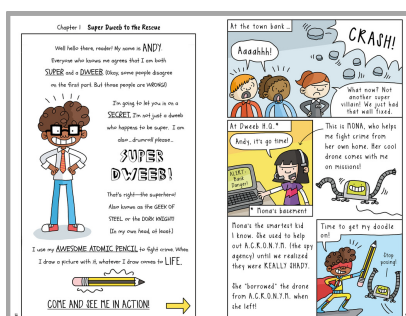 Chapter 1 Super Dweeb to the Rescue
Well hello there, reader! My name is ANDY.
Everyone who knows me agrees that I am both
SUPER and a DWEEB. (Okay, some people disagree
on the first part. But those people are WRONG!)
I'm going to let you in on a
SECRET. I'm not just a dweeb
who happens to be super. I am
also... drumroll please...
SUPER
DWEEB!
That's right—the superhero!
Also known as the GEEK OF
STEEL or the DORK KNIGHT!
(In my own head, at least.)
I use my AWESOME ATOMIC PENCIL to fight crime. When
I draw a picture with it, whatever I draw comes to LIFE.
COME AND SEE ME IN ACTION!
At the town bank ...
Aaaahhh!
CRASH!
What now? Not
another super
villain! We just had
that wall fixed.
At Dweeb H.Q.*
Andy, it's go time!
ALERT!
Bank
Danger!
* Mona's basement
This is MONA, who helps
me fight crime from
her own home. Her cool
drone comes with me
on missions!
Mona's the smartest kid
I know. She used to help
out A.C.R.O.N.Y.M. (the spy
agency) until we realized
they were REALLY SHADY.
She "borrowed" the drone
from A.C.R.O.N.Y.M. when
she left!
Time to get my doodle
on!
Stop
posing!